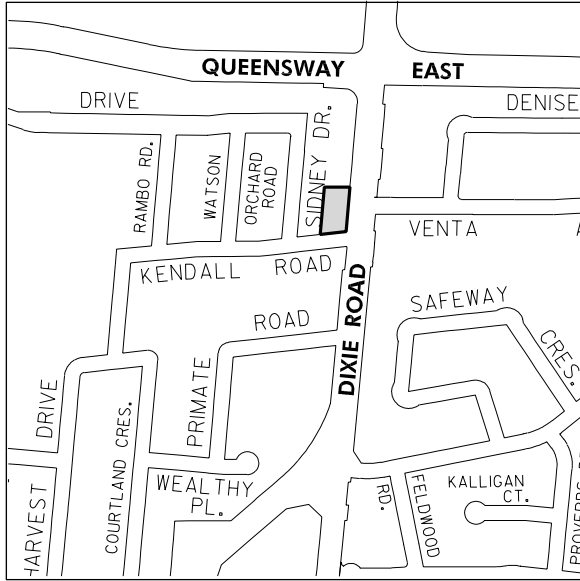 QUEENSWAY EAST
DRIVE
DENISE
SIDNEY DR.
RAMBO RD.
WATSON
ORCHARD
ROAD
VENTA
KENDALL ROAD
DIXIE ROAD
SAFEWAY
CRES.
ROAD
PRIMATE
DRIVE
COURTLAND CRES.
WEALTHY
PL.
HARVEST
RD.
FELDWOOD
KALLIGAN
CT.